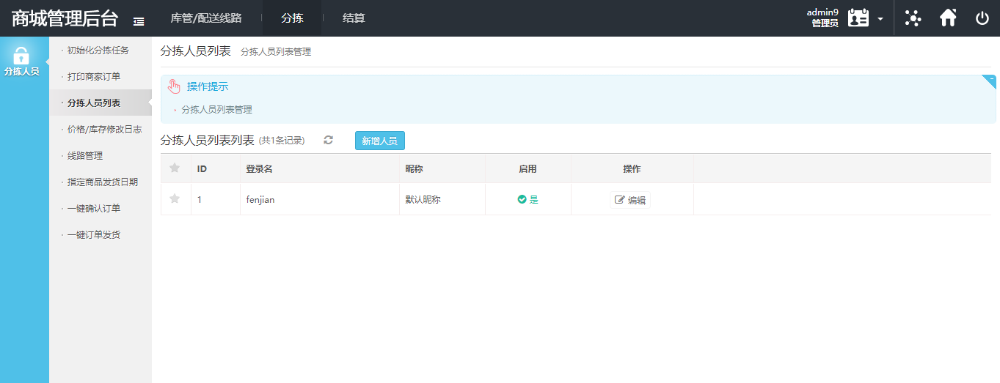 商城管理后台
库管/配送线路
分拣
结算
admin9
管理员
分拣人员
· 初始化分拣任务
· 打印商家订单
· 分拣人员列表
· 价格/库存修改日志
· 线路管理
· 指定商品发货日期
· 一键确认订单
· 一键订单发货
分拣人员列表 分拣人员列表管理
操作提示
· 分拣人员列表管理
分拣人员列表列表 (共1条记录) 新增人员
ID 登录名 昵称 启用 操作
1 fenjian 默认昵称 是 编辑